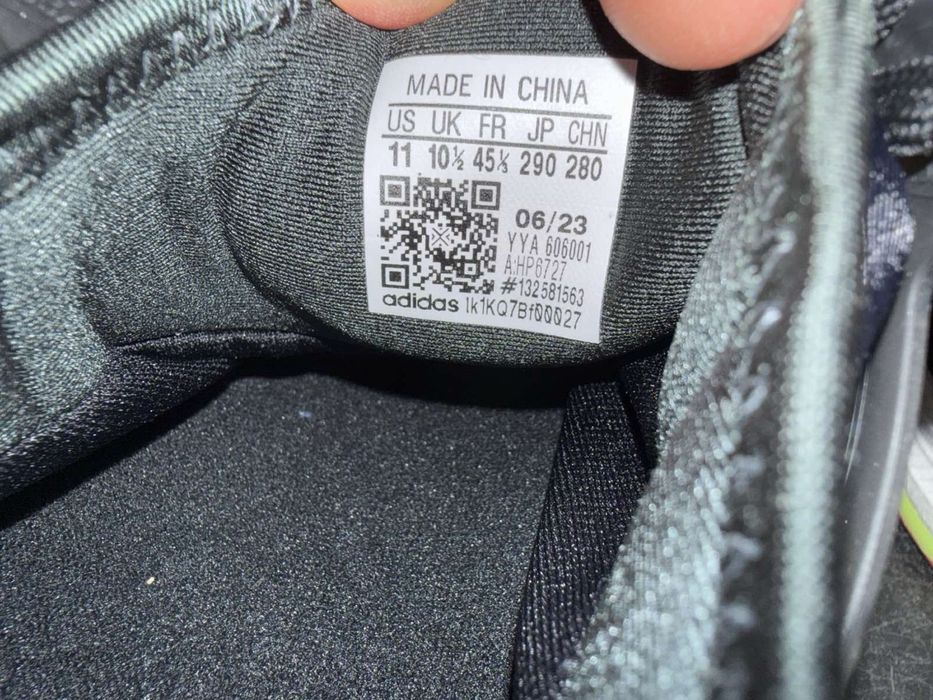 MADE IN CHINA
US UK FR JP CHN
11 10½ 45⅓ 290 280
06/23
YYA 606001
A:HP6727
#132581563
adidas 1k1KQ7Bf00027